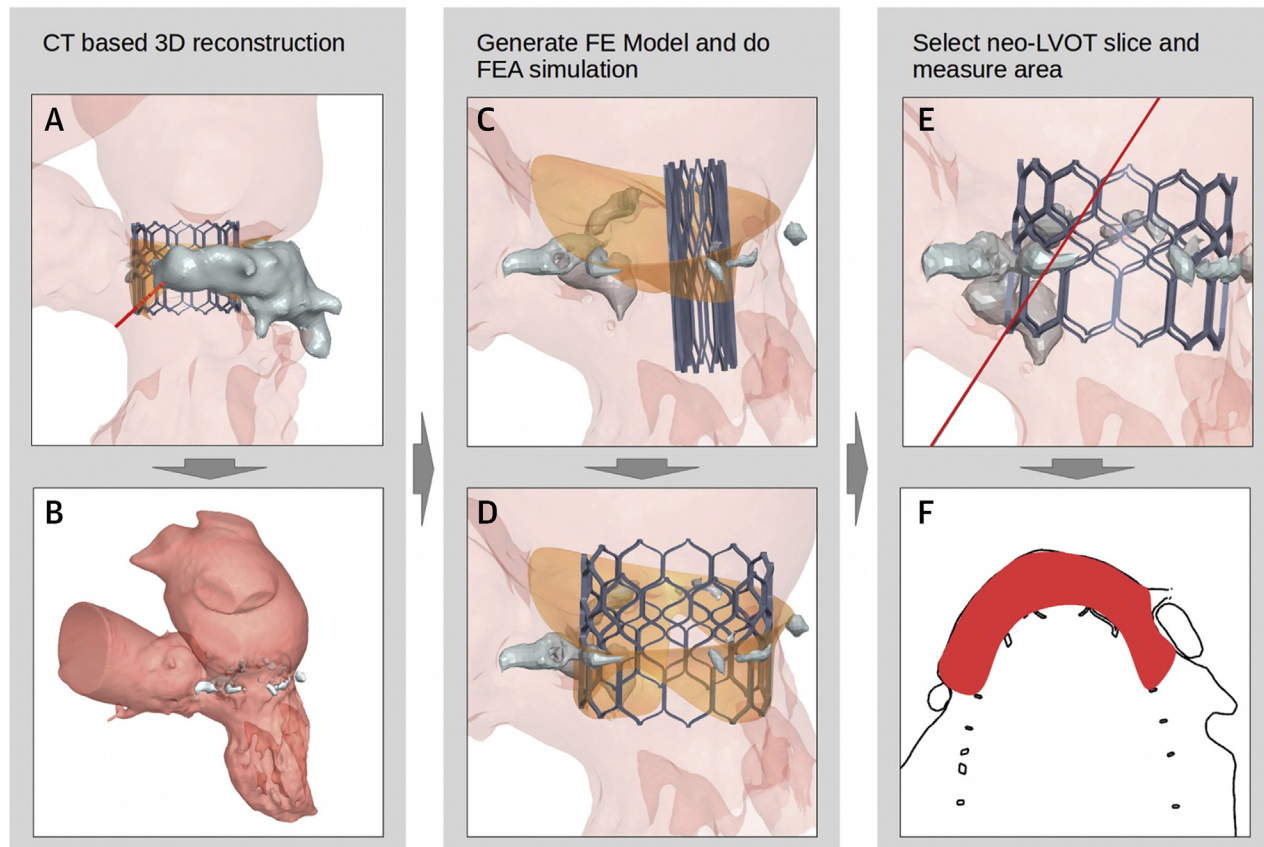 CT based 3D reconstruction
A
B
Generate FE Model and do
FEA simulation
C
D
Select neo-LVOT slice and
measure area
E
F